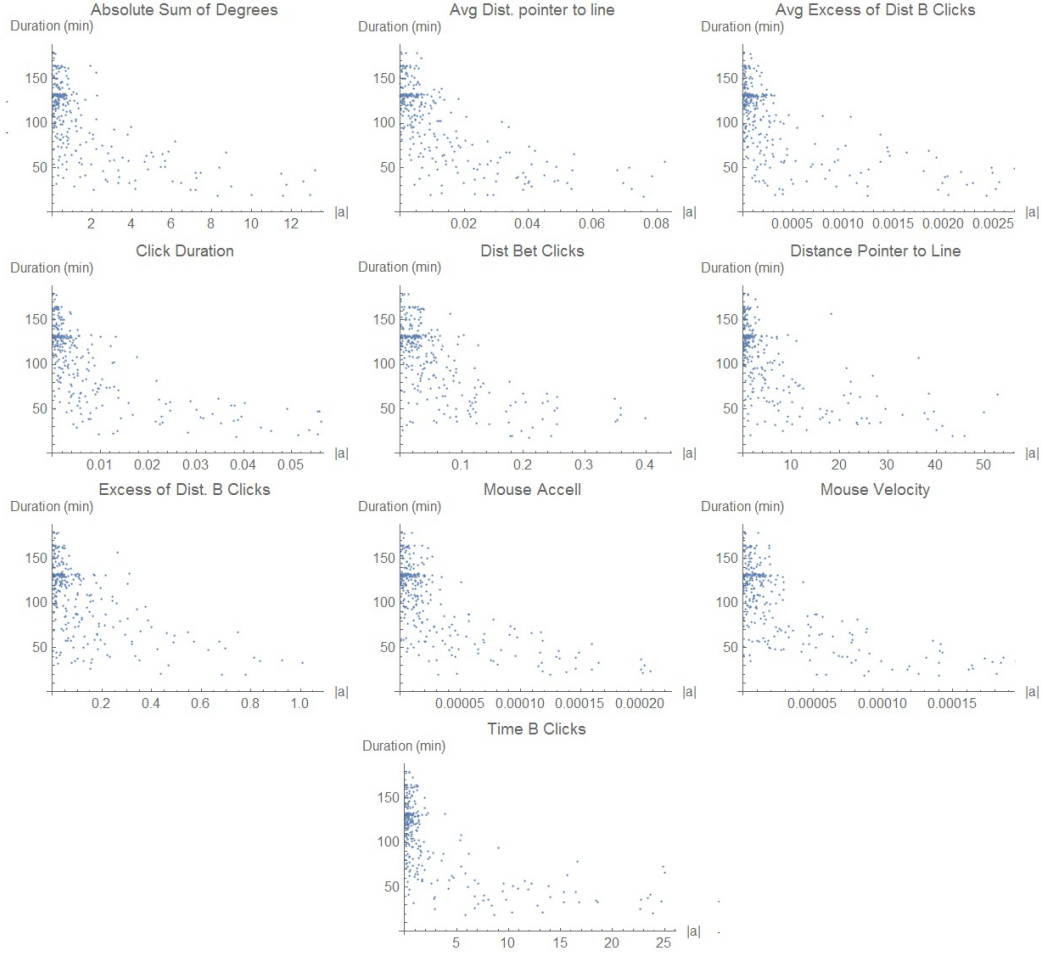 Absolute Sum of Degrees
Duration (min)
150
100
50
2 4 6 8 10 12
|a|
Avg Dist. pointer to line
Duration (min)
150
100
50
0.02 0.04 0.06 0.08
|a|
Avg Excess of Dist B Clicks
Duration (min)
150
100
50
0.0005 0.0010 0.0015 0.0020 0.0025
|a|
Click Duration
Duration (min)
150
100
50
0.01 0.02 0.03 0.04 0.05
|a|
Dist Bet Clicks
Duration (min)
150
100
50
0.1 0.2 0.3 0.4
|a|
Distance Pointer to Line
Duration (min)
150
100
50
10 20 30 40 50
|a|
Excess of Dist. B Clicks
Duration (min)
150
100
50
0.2 0.4 0.6 0.8 1.0
|a|
Mouse Accell
Duration (min)
150
100
50
0.00005 0.00010 0.00015 0.00020
|a|
Mouse Velocity
Duration (min)
150
100
50
0.00005 0.00010 0.00015
|a|
Time B Clicks
Duration (min)
150
100
50
5 10 15 20 25
|a|